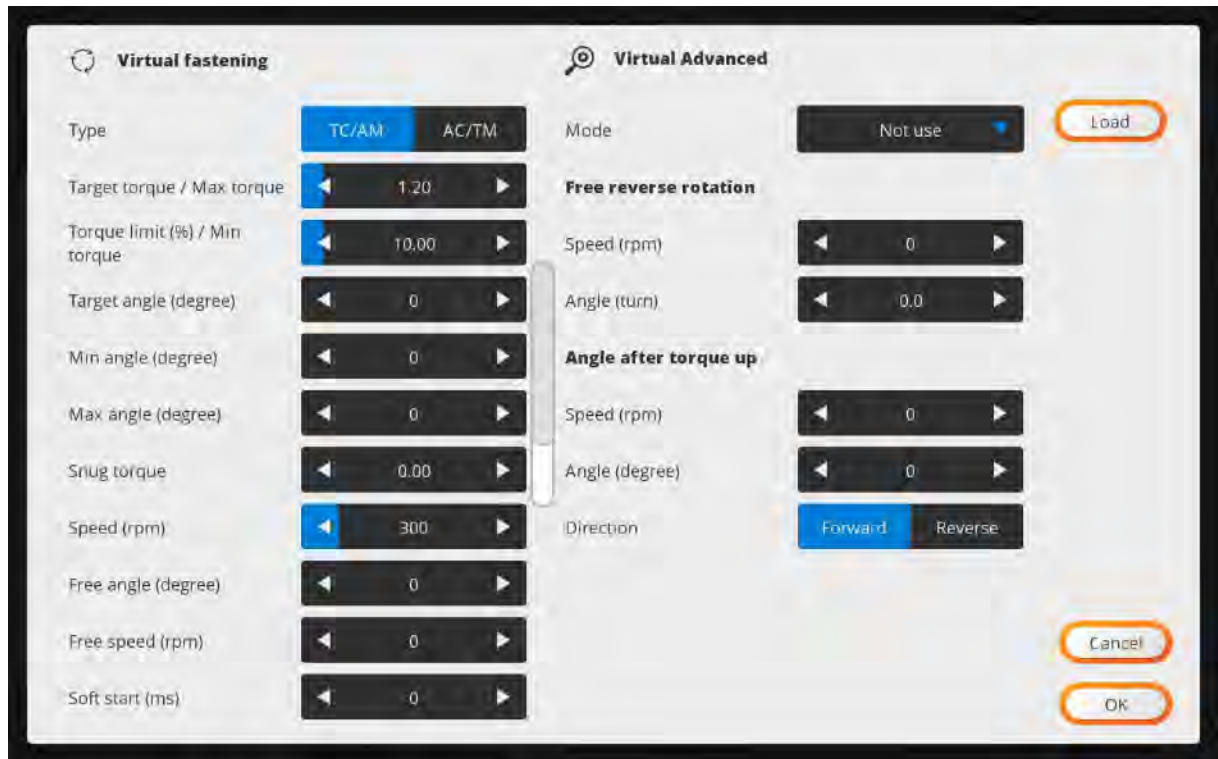 Virtual fastening
Type
TC/AM AC/TM
Target torque / Max torque
1.20
Torque limit (%) / Min
torque
10.00
Target angle (degree)
0
Min angle (degree)
0
Max angle (degree)
0
Snug torque
0.00
Speed (rpm)
300
Free angle (degree)
0
Free speed (rpm)
0
Soft start (ms)
0
Virtual Advanced
Mode
Not use
Free reverse rotation
Speed (rpm)
0
Angle (turn)
0.0
Angle after torque up
Speed (rpm)
0
Angle (degree)
0
Direction
Forward Reverse
Load
Cancel
OK